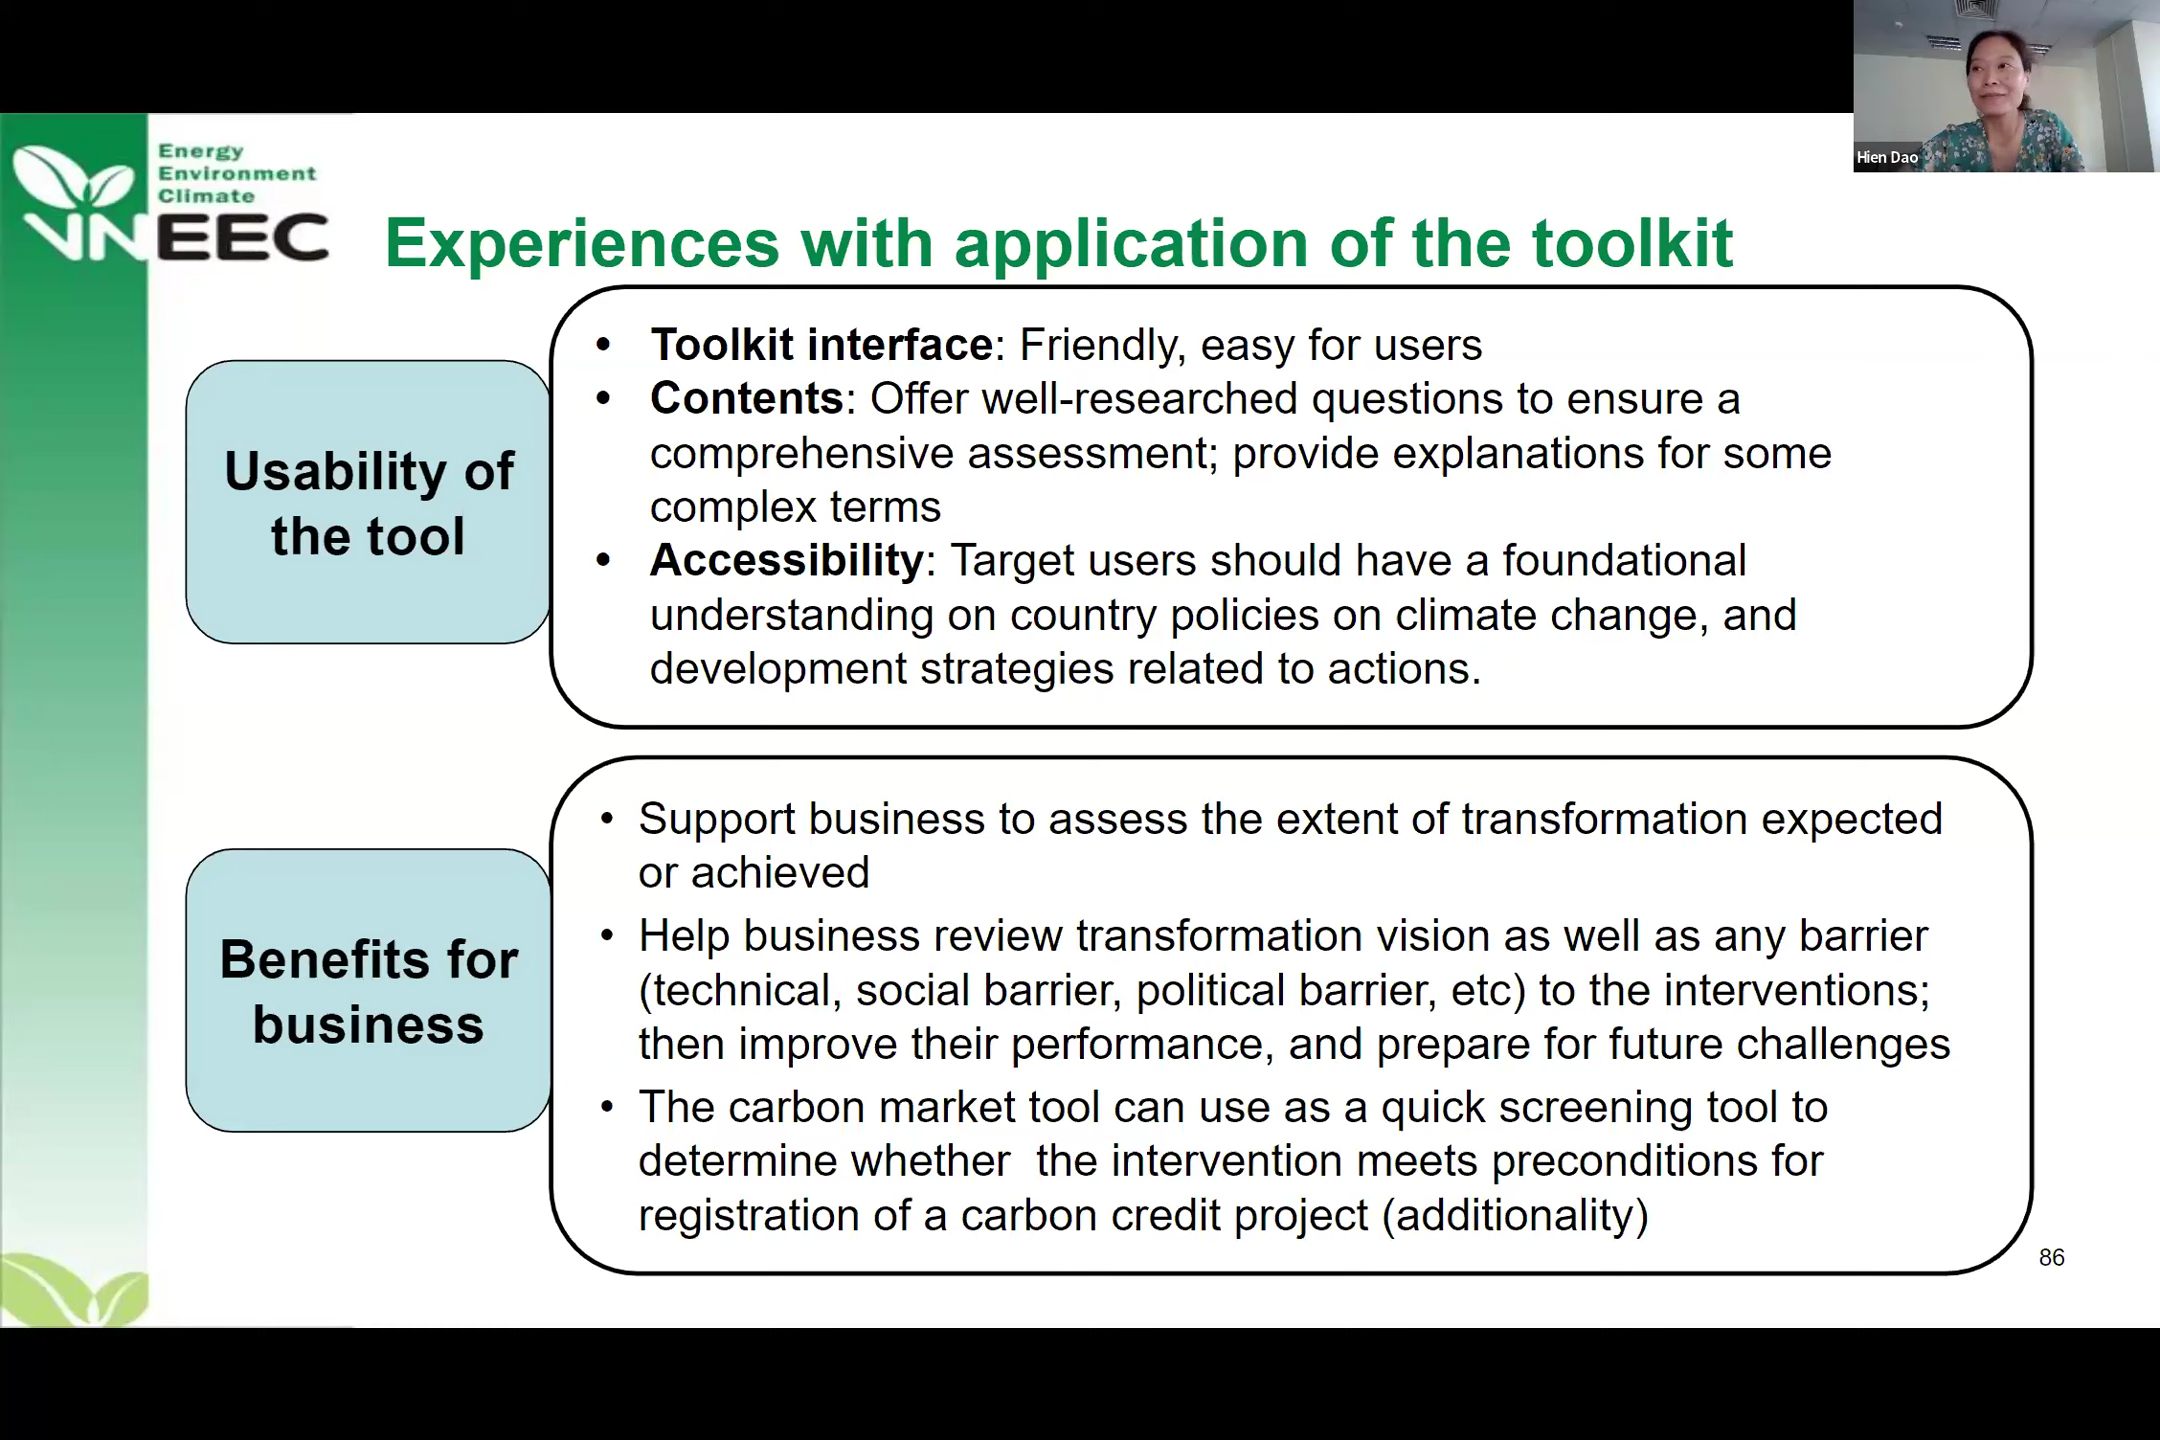 Hien Dao
Energy
Environment
Climate
VNEEC
Experiences with application of the toolkit
Usability of
the tool
• Toolkit interface: Friendly, easy for users
• Contents: Offer well-researched questions to ensure a
comprehensive assessment; provide explanations for some
complex terms
• Accessibility: Target users should have a foundational
understanding on country policies on climate change, and
development strategies related to actions.
Benefits for
business
• Support business to assess the extent of transformation expected
or achieved
• Help business review transformation vision as well as any barrier
(technical, social barrier, political barrier, etc) to the interventions;
then improve their performance, and prepare for future challenges
• The carbon market tool can use as a quick screening tool to
determine whether  the intervention meets preconditions for
registration of a carbon credit project (additionality)
86